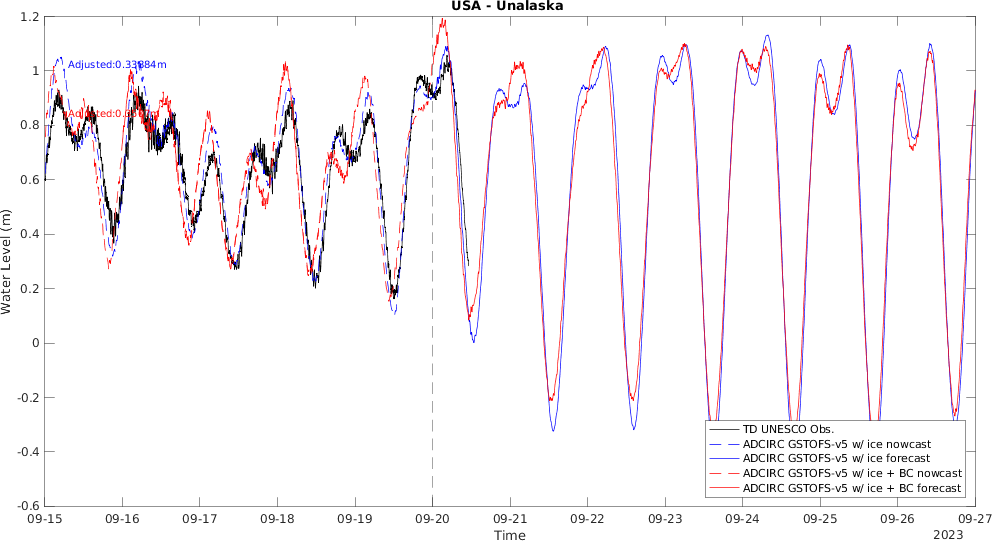 USA - Unalaska
1.2
1
0.8
0.6
0.4
0.2
0
-0.2
-0.4
-0.6
Water Level (m)
Adjusted:0.33884m
TD UNESCO Obs.
ADCIRC GSTOFS-v5 w/ ice nowcast
ADCIRC GSTOFS-v5 w/ ice forecast
ADCIRC GSTOFS-v5 w/ ice + BC nowcast
ADCIRC GSTOFS-v5 w/ ice + BC forecast
09-15 09-16 09-17 09-18 09-19 09-20 09-21 09-22 09-23 09-24 09-25 09-26 09-27
Time
2023